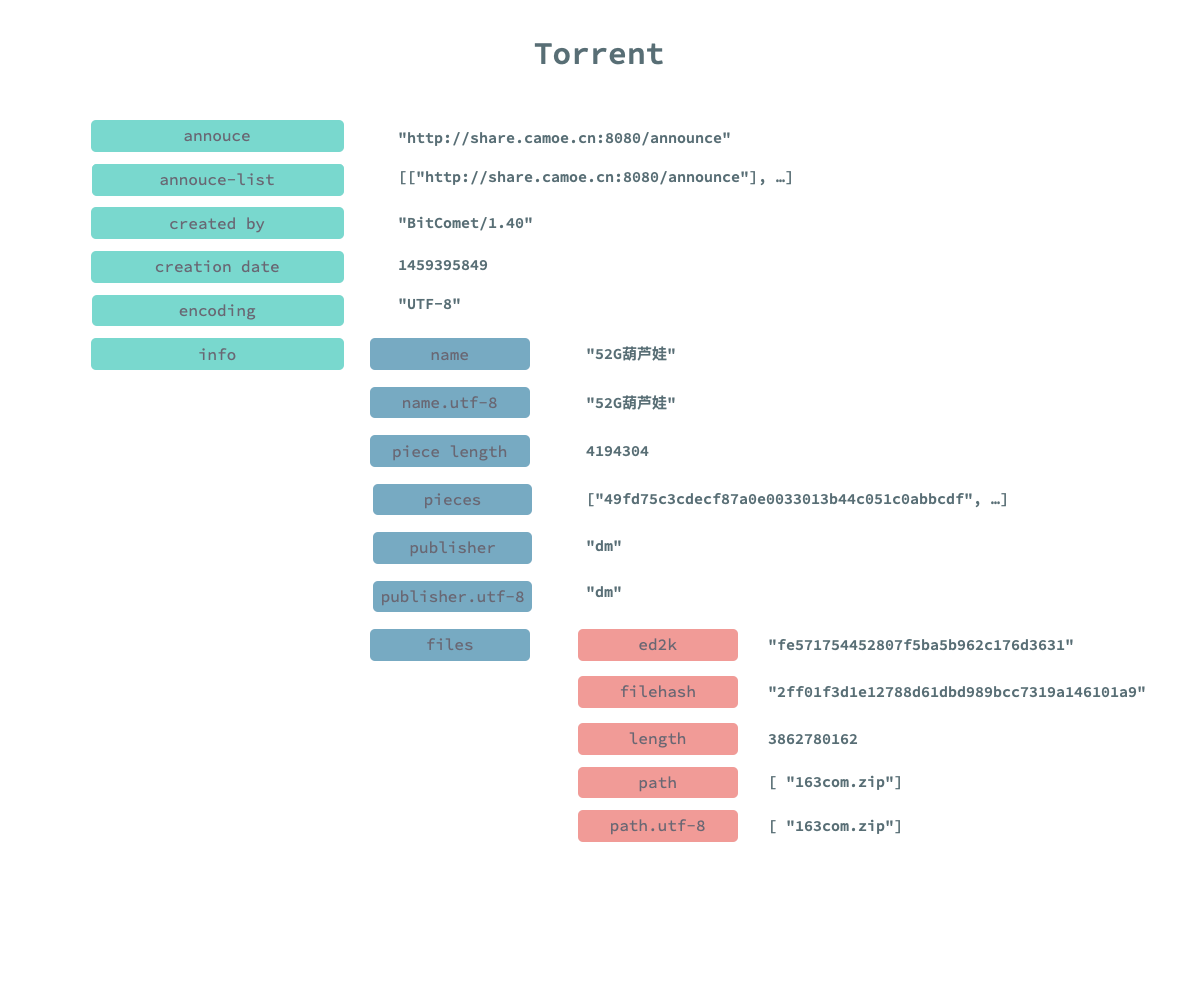 Torrent
annouce "http://share.camoe.cn:8080/announce"
annouce-list [["http://share.camoe.cn:8080/announce"], …]
created by "BitComet/1.40"
creation date 1459395849
encoding "UTF-8"
info name "52G葫芦娃"
name.utf-8 "52G葫芦娃"
piece length 4194304
pieces ["49fd75c3cdecf87a0e0033013b44c051c0abbcdf", …]
publisher "dm"
publisher.utf-8 "dm"
files ed2k "fe571754452807f5ba5b962c176d3631"
filehash "2ff01f3d1e12788d61dbd989bcc7319a146101a9"
length 3862780162
path [ "163com.zip"]
path.utf-8 [ "163com.zip"]